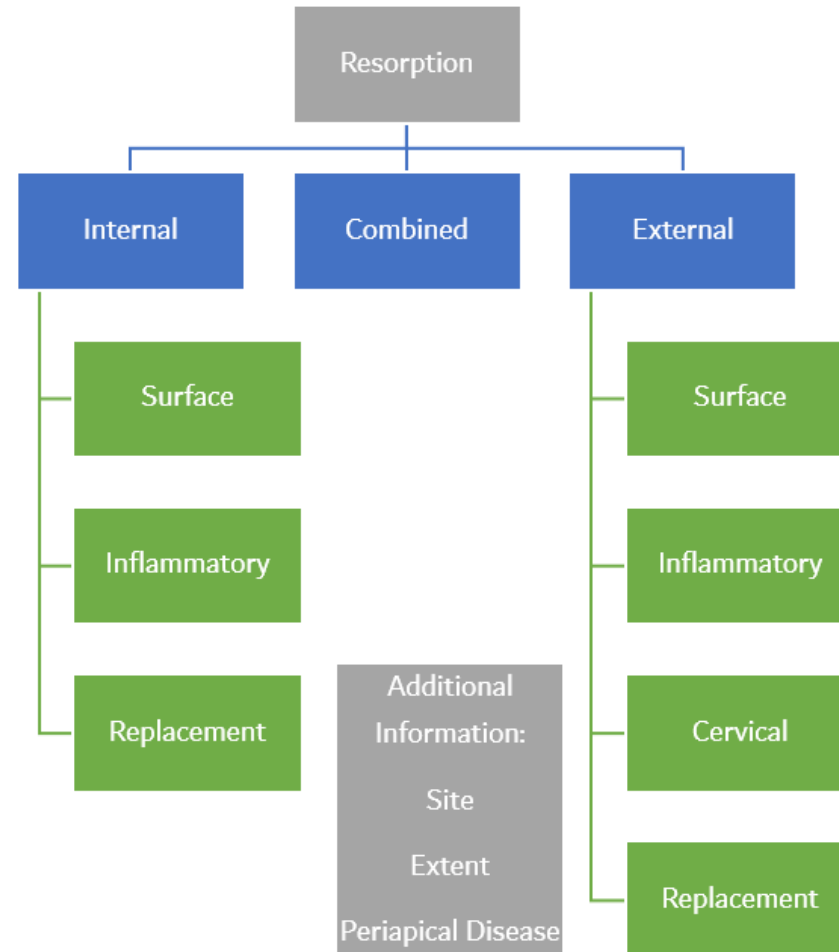 Resorption
Internal
Combined
External
Surface
Inflammatory
Replacement
Surface
Inflammatory
Cervical
Replacement
Additional
Information:
Site
Extent
Periapical Disease